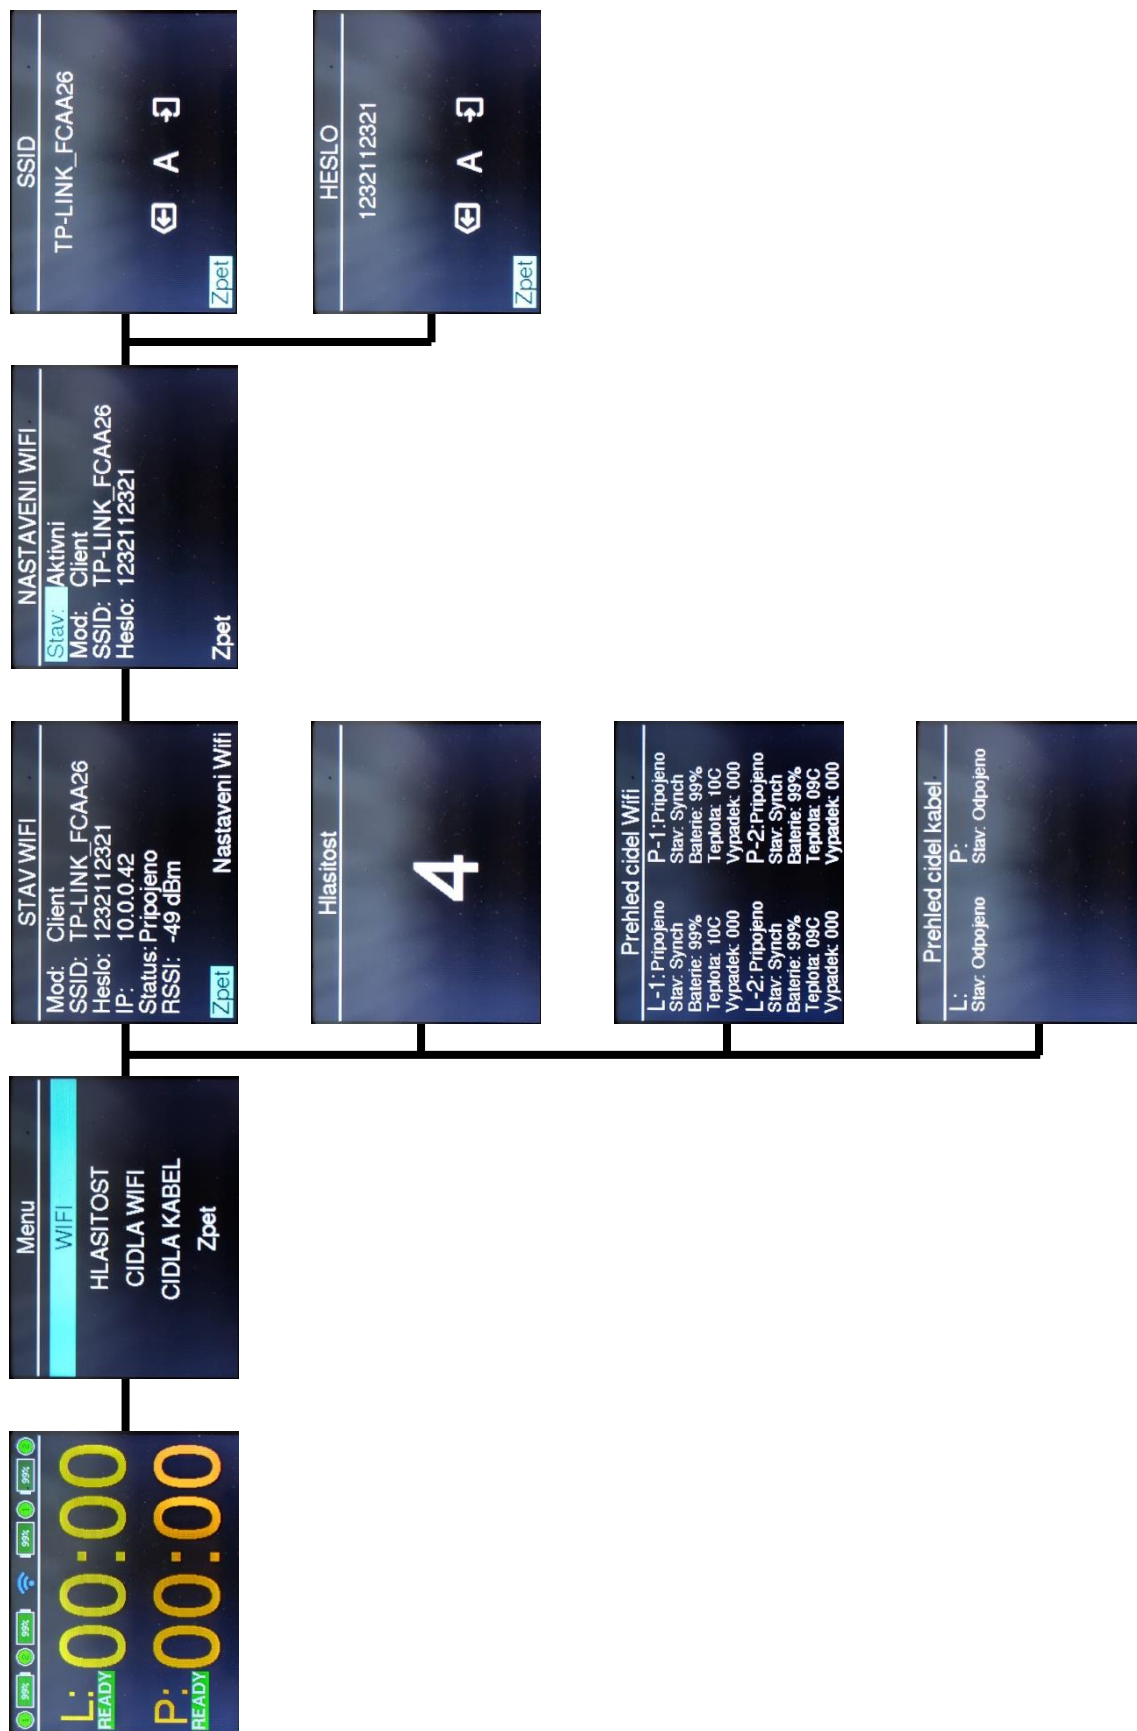 1 99% 2 99% 99% 1 99% 2
L: 00:00
READY
P: 00:00
READY
Menu
WIFI
HLASITOST
CIDLA WIFI
CIDLA KABEL
Zpet
STAV WIFI
Mod: Client
SSID: TP-LINK_FCAA26
Heslo: 1232112321
IP: 10.0.0.42
Status: Pripojeno
RSSI: -49 dBm
Zpet Nastaveni Wifi
NASTAVENI WIFI
Stav: Aktivni
Mod: Client
SSID: TP-LINK_FCAA26
Heslo: 1232112321
Zpet
SSID
TP-LINK_FCAA26
A
Zpet
HESLO
1232112321
A
Zpet
Hlasitost
4
Prehled cidel Wifi
L-1: Pripojeno P-1: Pripojeno
Stav: Synch Stav: Synch
Baterie: 99% Baterie: 99%
Teplota: 10C Teplota: 10C
Vypadek: 000 Vypadek: 000
L-2: Pripojeno P-2: Pripojeno
Stav: Synch Stav: Synch
Baterie: 99% Baterie: 99%
Teplota: 09C Teplota: 09C
Vypadek: 000 Vypadek: 000
Prehled cidel kabel
L: P:
Stav: Odpojeno Stav: Odpojeno